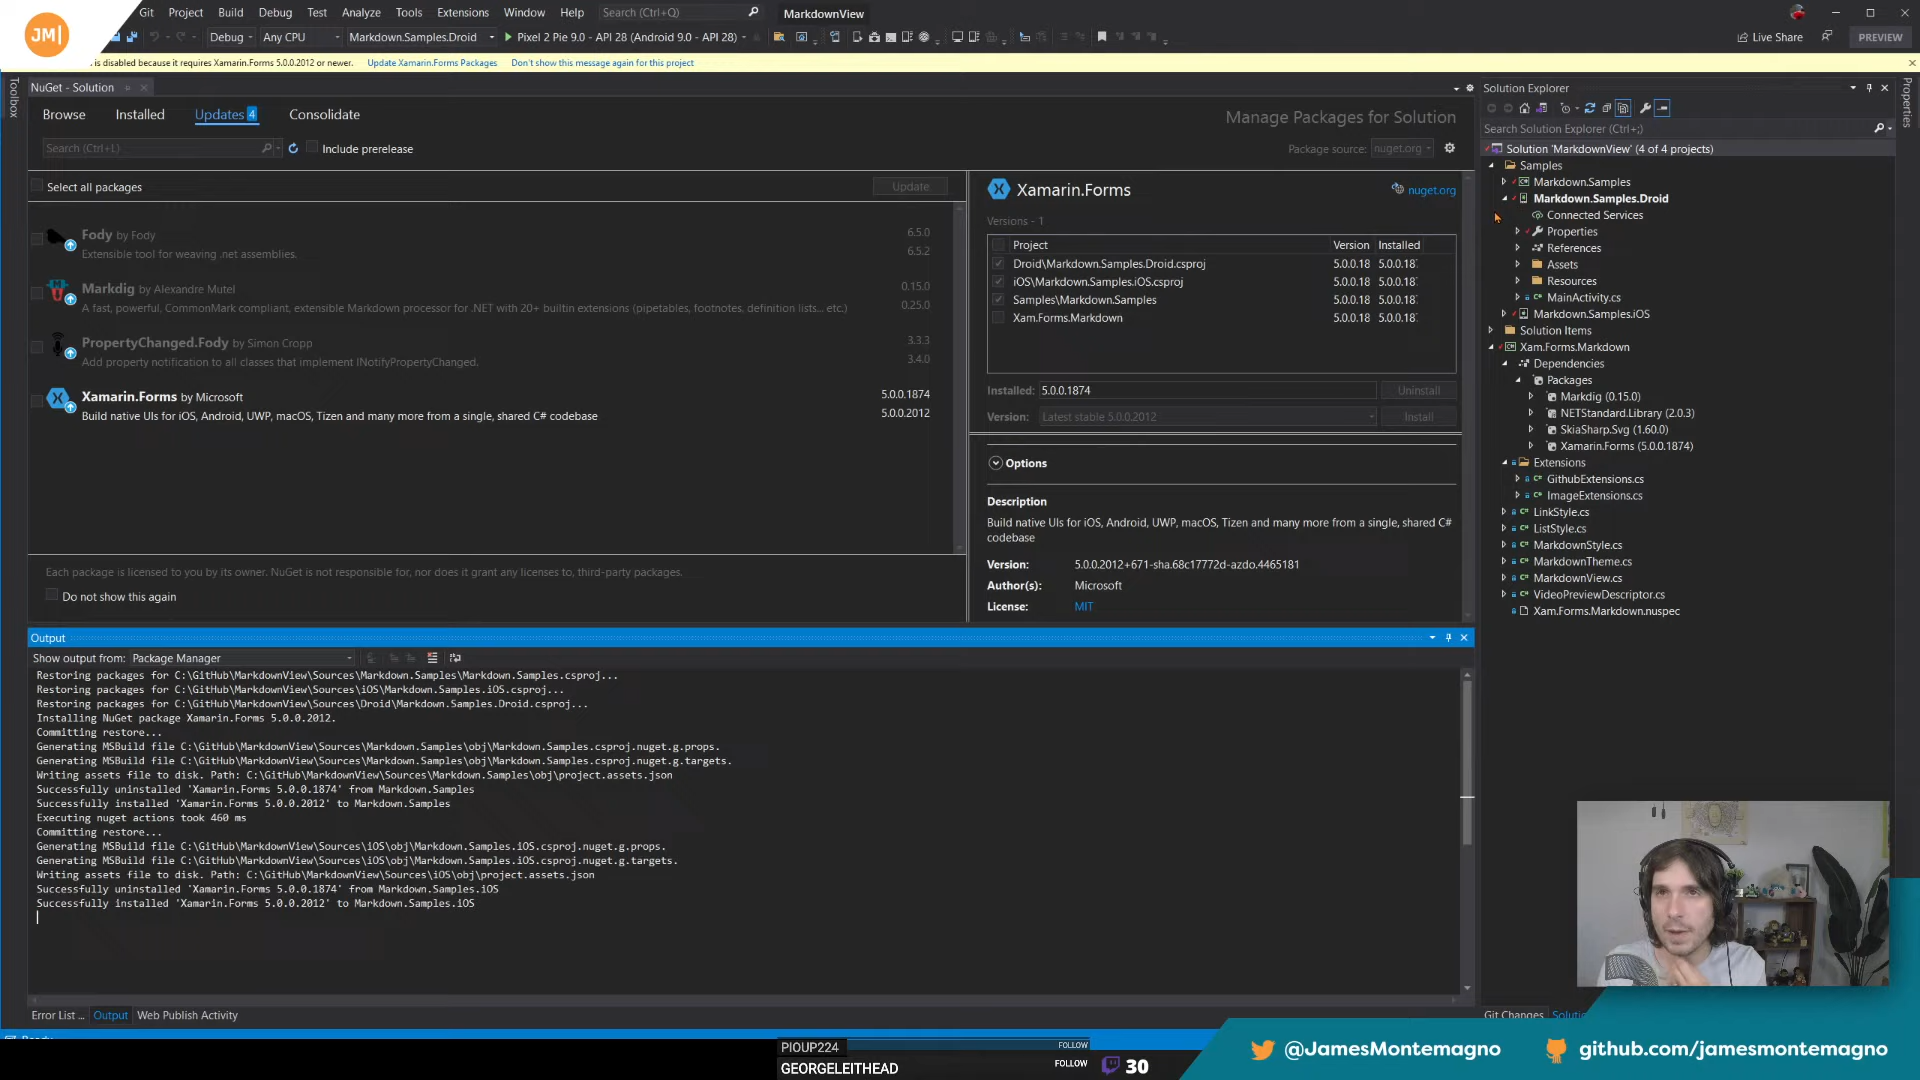 JM|
Git Project Build Debug Test Analyze Tools Extensions Window Help Search (Ctrl+Q) MarkdownView
Debug Any CPU Markdown.Samples.Droid Pixel 2 Pie 9.0 - API 28 (Android 9.0 - API 28) Live Share PREVIEW
is disabled because it requires Xamarin.Forms 5.0.0.2012 or newer. Update Xamarin.Forms Packages Don't show this message again for this project
Toolbox
NuGet - Solution
Browse Installed Updates 4 Consolidate
Manage Packages for Solution
Search (Ctrl+L) Include prerelease
Package source: nuget.org
Select all packages Update
Fody by Fody 6.5.0
Extensible tool for weaving .net assemblies. 6.5.2
Markdig by Alexandre Mutel 0.15.0
A fast, powerful, CommonMark compliant, extensible Markdown processor for .NET with 20+ builtin extensions (pipetables, footnotes, definition lists... etc.) 0.25.0
PropertyChanged.Fody by Simon Cropp 3.3.3
Add property notification to all classes that implement INotifyPropertyChanged. 3.4.0
Xamarin.Forms by Microsoft 5.0.0.1874
Build native UIs for iOS, Android, UWP, macOS, Tizen and many more from a single, shared C# codebase 5.0.0.2012
Each package is licensed to you by its owner. NuGet is not responsible for, nor does it grant any licenses to, third-party packages.
Do not show this again
Xamarin.Forms nuget.org
Versions - 1
Project Version Installed
Droid\Markdown.Samples.Droid.csproj 5.0.0.18 5.0.0.18
iOS\Markdown.Samples.iOS.csproj 5.0.0.18 5.0.0.18
Samples\Markdown.Samples 5.0.0.18 5.0.0.18
Xam.Forms.Markdown 5.0.0.18 5.0.0.18
Installed: 5.0.0.1874 Uninstall
Version: Latest stable 5.0.0.2012 Install
Options
Description
Build native UIs for iOS, Android, UWP, macOS, Tizen and many more from a single, shared C#
codebase
Version: 5.0.0.2012+671-sha.68c17772d-azdo.4465181
Author(s): Microsoft
License: MIT
Output
Show output from: Package Manager
Restoring packages for C:\GitHub\MarkdownView\Sources\Markdown.Samples\Markdown.Samples.csproj...
Restoring packages for C:\GitHub\MarkdownView\Sources\iOS\Markdown.Samples.iOS.csproj...
Restoring packages for C:\GitHub\MarkdownView\Sources\Droid\Markdown.Samples.Droid.csproj...
Installing NuGet package Xamarin.Forms 5.0.0.2012.
Committing restore...
Generating MSBuild file C:\GitHub\MarkdownView\Sources\Markdown.Samples\obj\Markdown.Samples.csproj.nuget.g.props.
Generating MSBuild file C:\GitHub\MarkdownView\Sources\Markdown.Samples\obj\Markdown.Samples.csproj.nuget.g.targets.
Writing assets file to disk. Path: C:\GitHub\MarkdownView\Sources\Markdown.Samples\obj\project.assets.json
Successfully uninstalled 'Xamarin.Forms 5.0.0.1874' from Markdown.Samples
Successfully installed 'Xamarin.Forms 5.0.0.2012' to Markdown.Samples
Executing nuget actions took 460 ms
Committing restore...
Generating MSBuild file C:\GitHub\MarkdownView\Sources\iOS\obj\Markdown.Samples.iOS.csproj.nuget.g.props.
Generating MSBuild file C:\GitHub\MarkdownView\Sources\iOS\obj\Markdown.Samples.iOS.csproj.nuget.g.targets.
Writing assets file to disk. Path: C:\GitHub\MarkdownView\Sources\iOS\obj\project.assets.json
Successfully uninstalled 'Xamarin.Forms 5.0.0.1874' from Markdown.Samples.iOS
Successfully installed 'Xamarin.Forms 5.0.0.2012' to Markdown.Samples.iOS
Error List ... Output Web Publish Activity
Solution Explorer
Search Solution Explorer (Ctrl+;)
Solution 'MarkdownView' (4 of 4 projects)
Samples
Markdown.Samples
Markdown.Samples.Droid
Connected Services
Properties
References
Assets
Resources
MainActivity.cs
Markdown.Samples.iOS
Solution Items
Xam.Forms.Markdown
Dependencies
Packages
Markdig (0.15.0)
NETStandard.Library (2.0.3)
SkiaSharp.Svg (1.60.0)
Xamarin.Forms (5.0.0.1874)
Extensions
GithubExtensions.cs
ImageExtensions.cs
LinkStyle.cs
ListStyle.cs
MarkdownStyle.cs
MarkdownTheme.cs
MarkdownView.cs
VideoPreviewDescriptor.cs
Xam.Forms.Markdown.nuspec
Properties
Git Changes
PIOUP224 FOLLOW
GEORGELEITHEAD FOLLOW 30
@JamesMontemagno github.com/jamesmontemagno